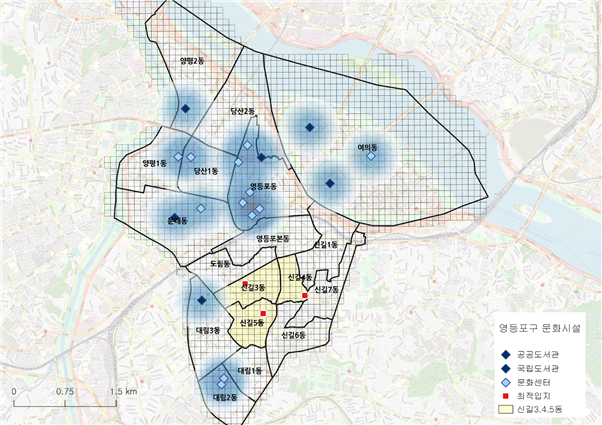 양평2동
당산2동
여의동
양평1동
당산1동
영등포동
문래동
영등포본동
신길1동
도림동
신길4동
신길3동
신길7동
신길5동
대림3동
신길6동
대림1동
대림2동
영등포구 문화시설
공공도서관
국립도서관
문화센터
최적입지
신길3.4.5동
0 0.75 1.5 km